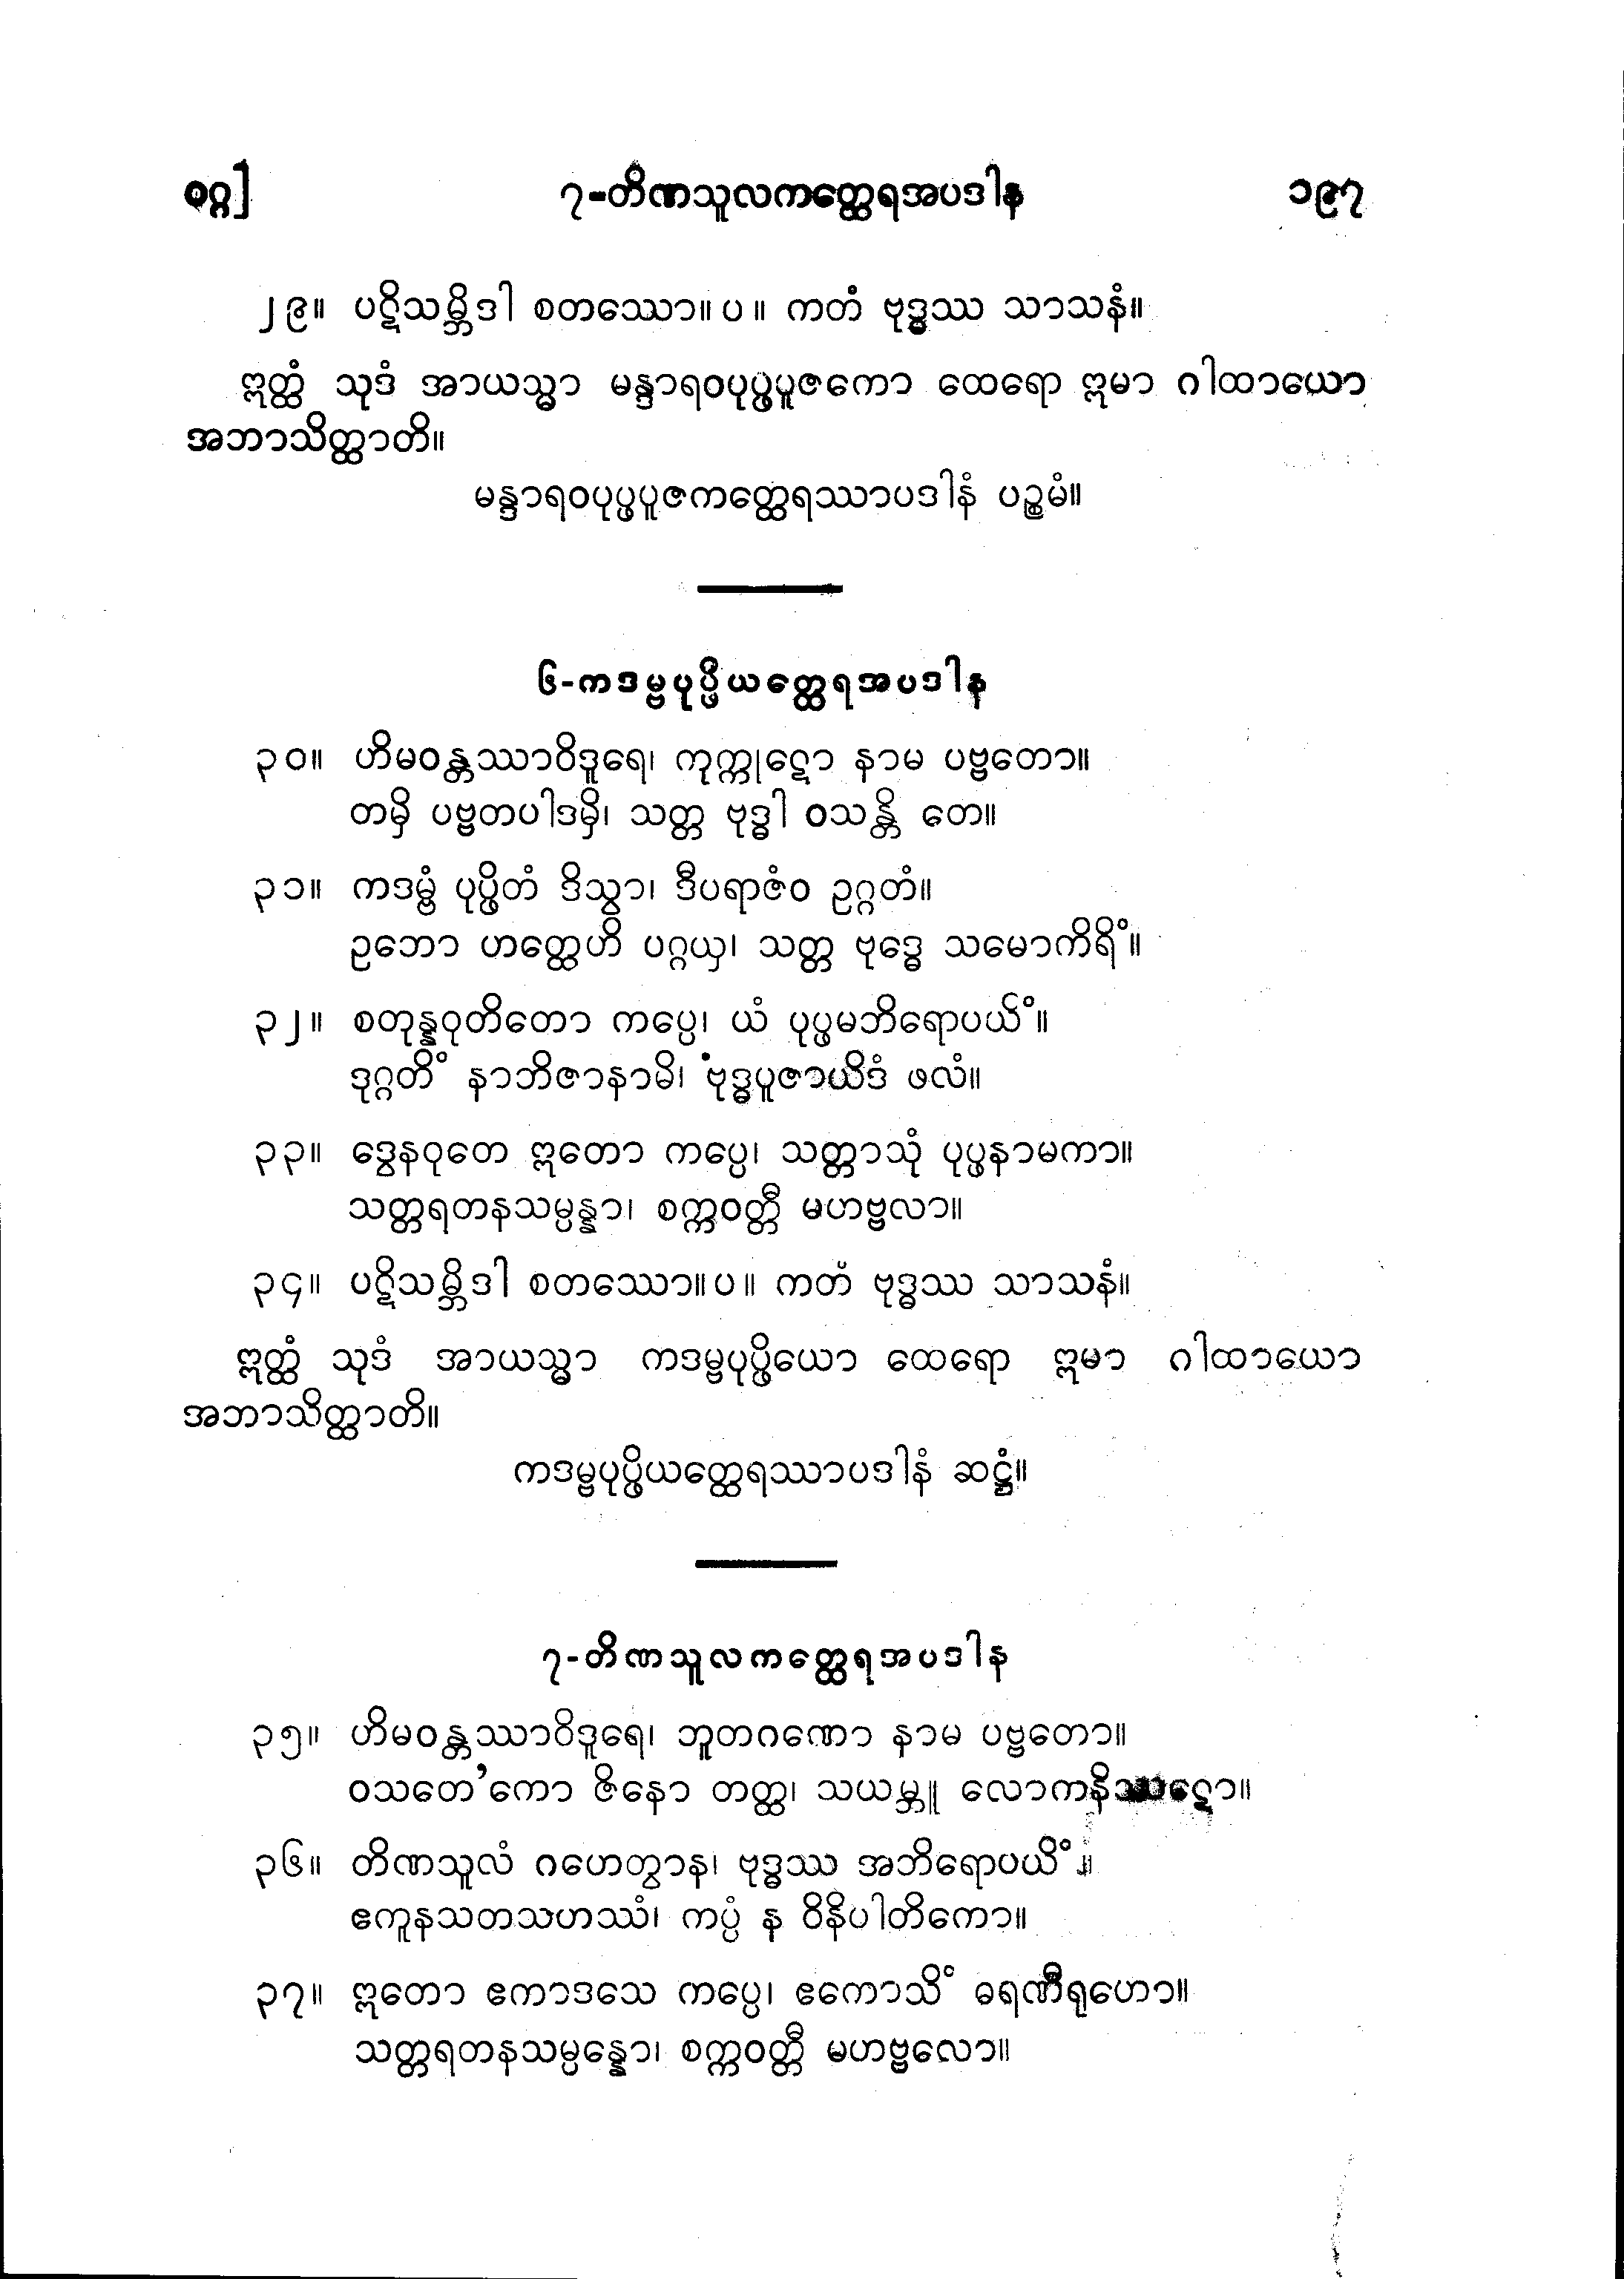 ဝဂ္ဂ]	၇-တိဏသူလကတ္ထေရအပဒါန	၁၉၇
၂၉။ ပဋိသမ္ဘိဒါ စတဿော။ပ။ ကတံ ဗုဒ္ဓဿ သာသနံ။
ဣတ္ထံ သုဒံ အာယသ္မာ မန္ဒာရဝပုပ္ဖပူဇကော ထေရော ဣမာ ဂါထာယော
အဘာသိတ္ထာတိ။
မန္ဒာရဝပုပ္ဖပူဇကတ္ထေရဿာပဒါနံ ပဉ္စမံ။
၆-ကဒမ္ဗပုပ္ဖိယတ္ထေရအပဒါန
၃၀။ ဟိမဝန္တဿာဝိဒူရေ၊ ကုက္ကုဋော နာမ ပဗ္ဗတော။
တမှိ ပဗ္ဗတပါဒမှိ၊ သတ္တ ဗုဒ္ဓါ ဝသန္တိ တေ။
၃၁။ ကဒမ္ဗံ ပုပ္ဖိတံ ဒိသွာ၊ ဒီပရာဇံဝ ဥဂ္ဂတံ။
ဥဘော ဟတ္ထေဟိ ပဂ္ဂယှ၊ သတ္တ ဗုဒ္ဓေ သမောကိရိံ။
၃၂။ စတုန္နဝုတိတော ကပ္ပေ၊ ယံ ပုပ္ဖမဘိရောပယိံ။
ဒုဂ္ဂတိံ နာဘိဇာနာမိ၊ ဗုဒ္ဓပူဇာယိဒံ ဖလံ။
၃၃။ ဒွေနဝုတေ ဣတော ကပ္ပေ၊ သတ္တာသုံ ပုပ္ဖနာမကာ။
သတ္တရတနသမ္ပန္နာ၊ စက္ကဝတ္တီ မဟဗ္ဗလာ။
၃၄။ ပဋိသမ္ဘိဒါ စတဿော။ပ။ ကတံ ဗုဒ္ဓဿ သာသနံ။
ဣတ္ထံ သုဒံ အာယသ္မာ ကဒမ္ဗပုပ္ဖိယော ထေရော ဣမာ ဂါထာယော
အဘာသိတ္ထာတိ။
ကဒမ္ဗပုပ္ဖိယတ္ထေရဿာပဒါနံ ဆဋ္ဌံ။
၇-တိဏသူလကတ္ထေရအပဒါန
၃၅။ ဟိမဝန္တဿာဝိဒူရေ၊ ဘူတဂဏော နာမ ပဗ္ဗတော။
ဝသတေ’ကော ဇိနော တတ္ထ၊ သယမ္ဘူ
၃၆။ တိဏသူလံ ဂဟေတွာန၊ ဗုဒ္ဓဿ အဘိရောပယိံ။
ဧကူနသတသဟဿံ၊ ကပ္ပံ န ဝိနိပါတိကော။
၃၇။ ဣတော ဧကာဒသေ ကပ္ပေ၊ ဧကောသိံ ဓရဏီရုဟော။
သတ္တရတနသမ္ပန္နော၊ စက္ကဝတ္တီ မဟဗ္ဗလော။